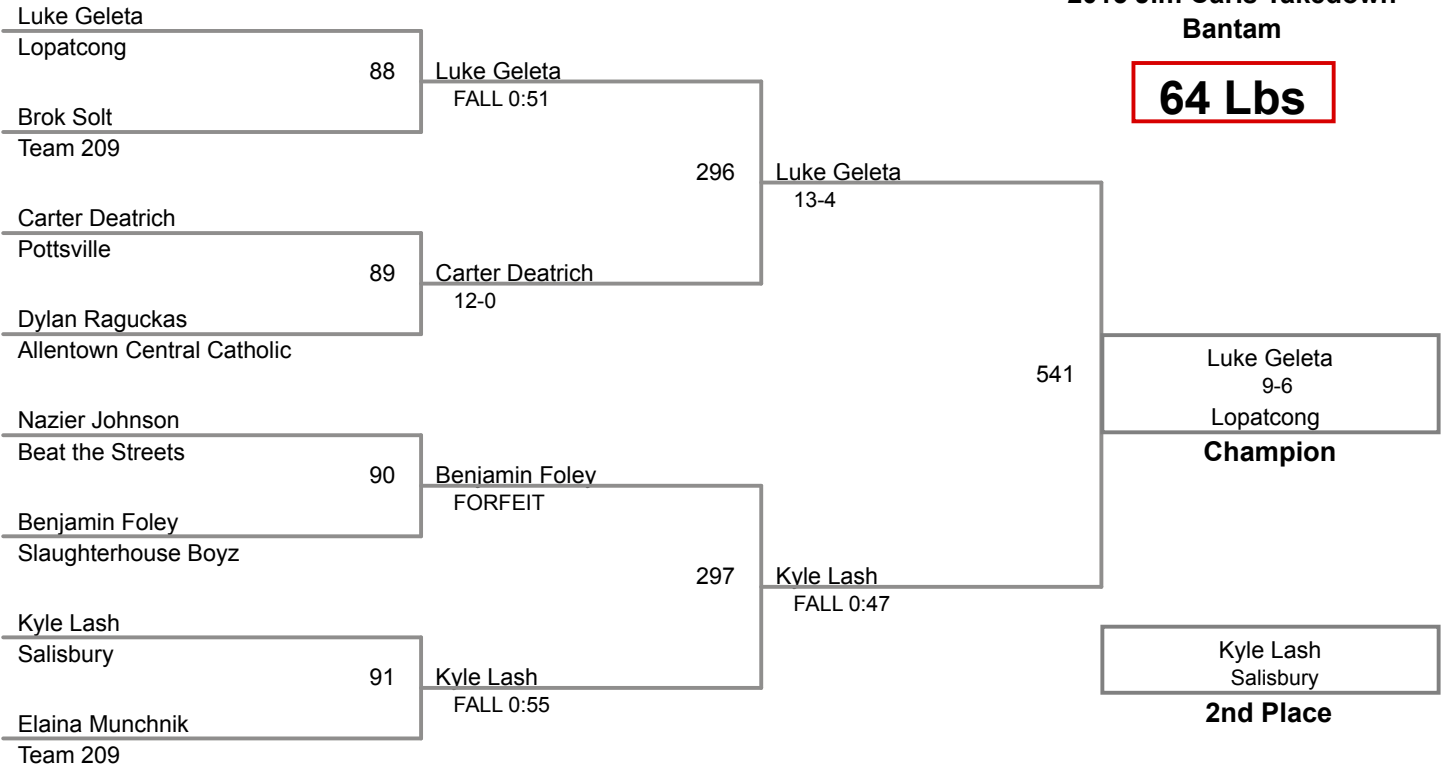 Bantam
64 Lbs
Luke Geleta
Lopatcong
88
Luke Geleta
FALL 0:51
Brok Solt
Team 209
296
Luke Geleta
13-4
Carter Deatrich
Pottsville
89
Carter Deatrich
12-0
Dylan Raguckas
Allentown Central Catholic
541
Luke Geleta
9-6
Lopatcong
Champion
Nazier Johnson
Beat the Streets
90
Benjamin Foley
FORFEIT
Benjamin Foley
Slaughterhouse Boyz
297
Kyle Lash
FALL 0:47
Kyle Lash
Salisbury
91
Kyle Lash
FALL 0:55
Elaina Munchnik
Team 209
Kyle Lash
Salisbury
2nd Place